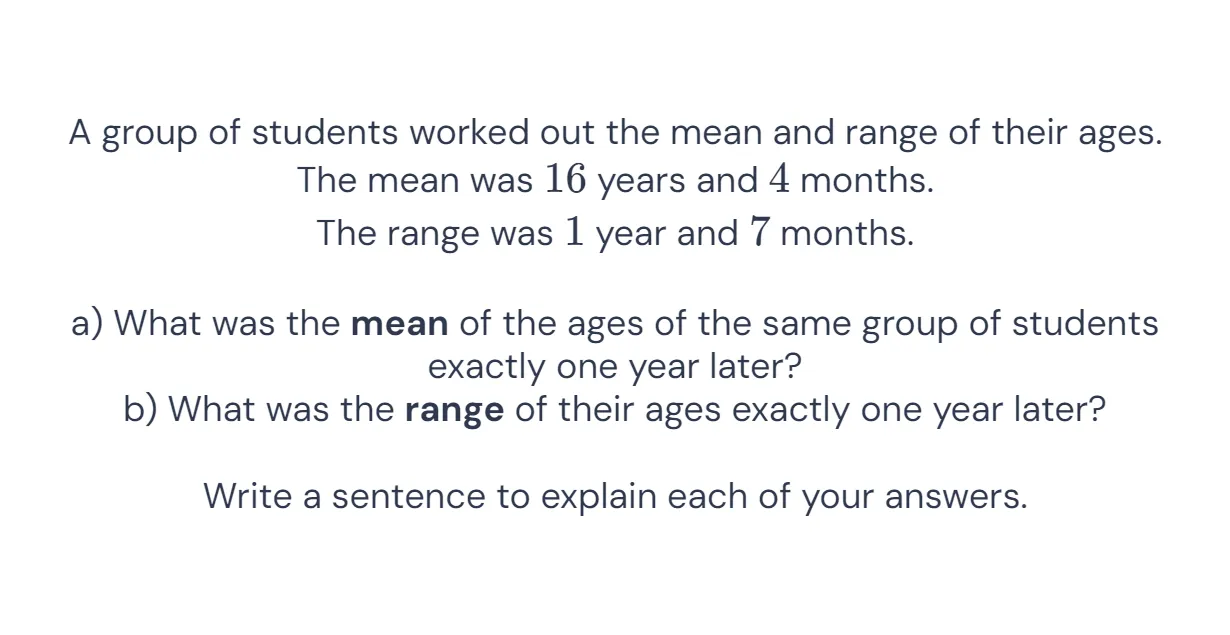 A group of students worked out the mean and range of their ages.
The mean was 16 years and 4 months.
The range was 1 year and 7 months.
a) What was the mean of the ages of the same group of students
exactly one year later?
b) What was the range of their ages exactly one year later?
Write a sentence to explain each of your answers.